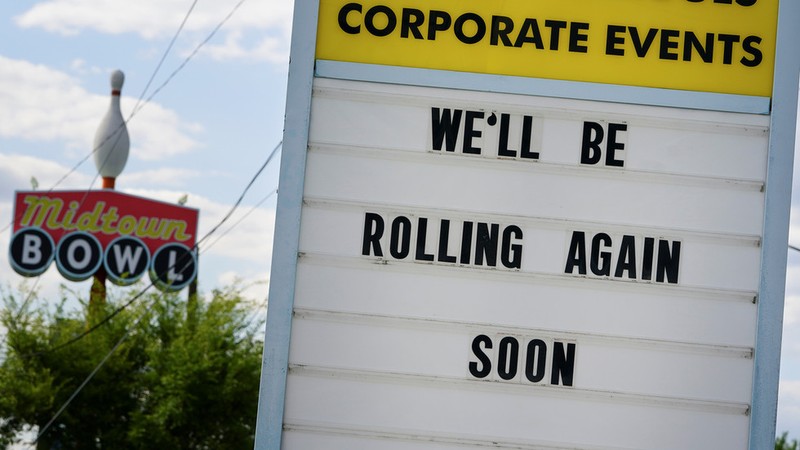 CORPORATE EVENTS
WE'LL BE
ROLLING AGAIN
SOON
Midtown
BOWL